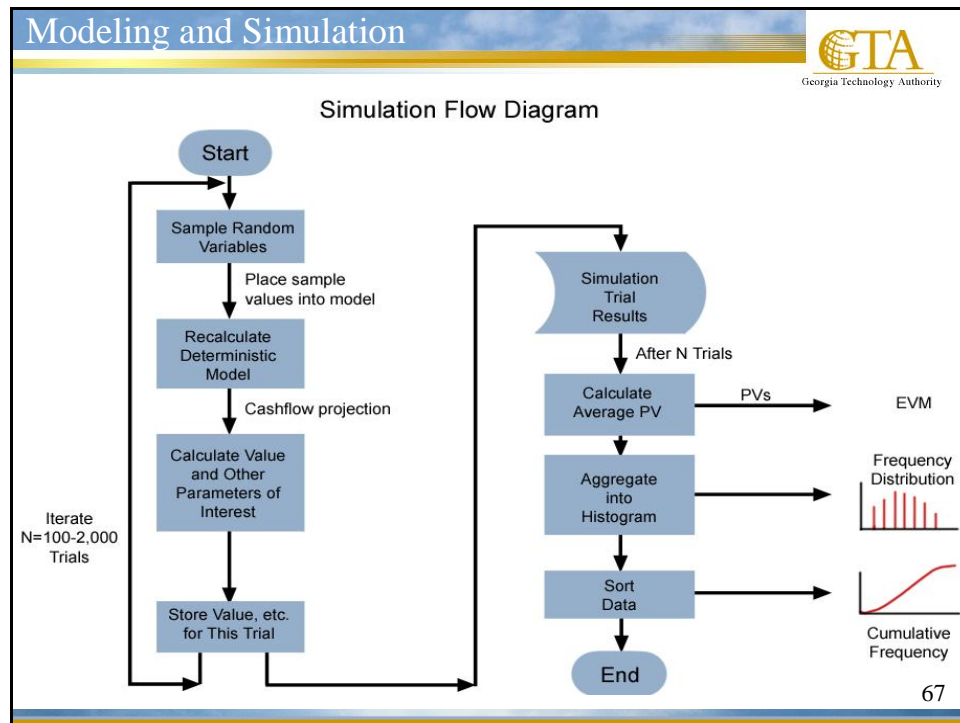 Modeling and Simulation
GTA
Georgia Technology Authority
Simulation Flow Diagram
Start
Sample Random
Variables
Place sample
values into model
Recalculate
Deterministic
Model
Cashflow projection
Calculate Value
and Other
Parameters of
Interest
Iterate
N=100-2,000
Trials
Store Value, etc.
for This Trial
Simulation
Trial
Results
After N Trials
Calculate
Average PV
PVs
EVM
Aggregate
into
Histogram
Frequency
Distribution
Sort
Data
Cumulative
Frequency
End
67